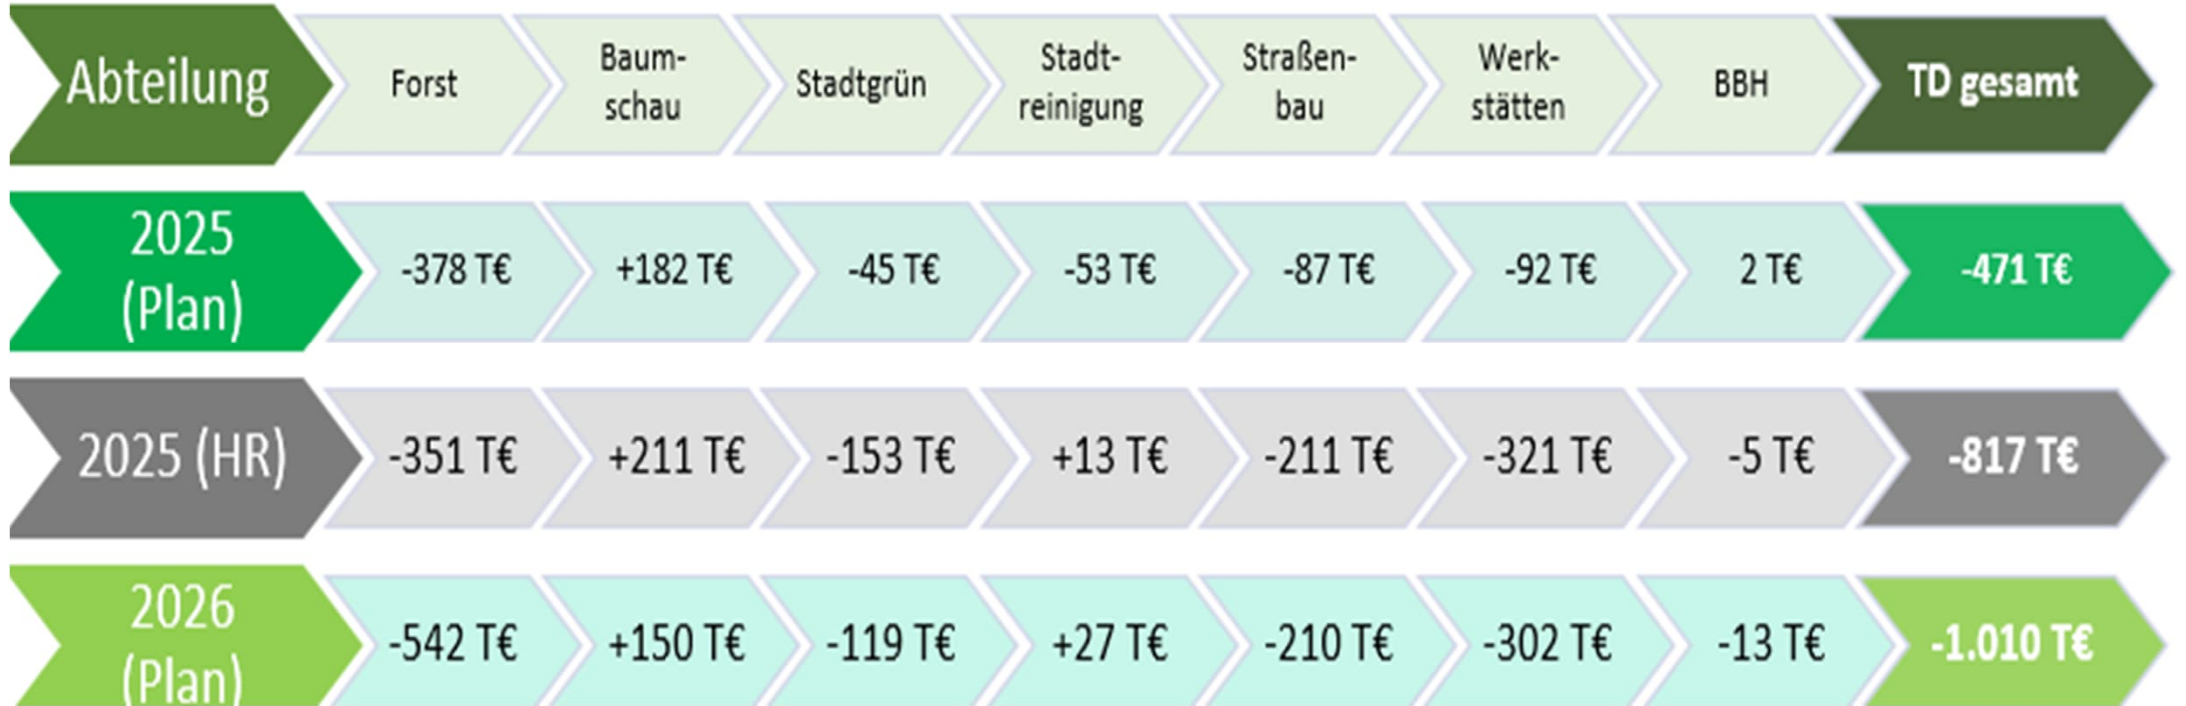 Abteilung
Forst
Baum-
schau
Stadtgrün
Stadt-
reinigung
Straßen-
bau
Werk-
stätten
BBH
TD gesamt
2025
(Plan)
-378 T€
+182 T€
-45 T€
-53 T€
-87 T€
-92 T€
2 T€
-471 T€
2025 (HR)
-351 T€
+211 T€
-153 T€
+13 T€
-211 T€
-321 T€
-5 T€
-817 T€
2026
(Plan)
-542 T€
+150 T€
-119 T€
+27 T€
-210 T€
-302 T€
-13 T€
-1.010 T€